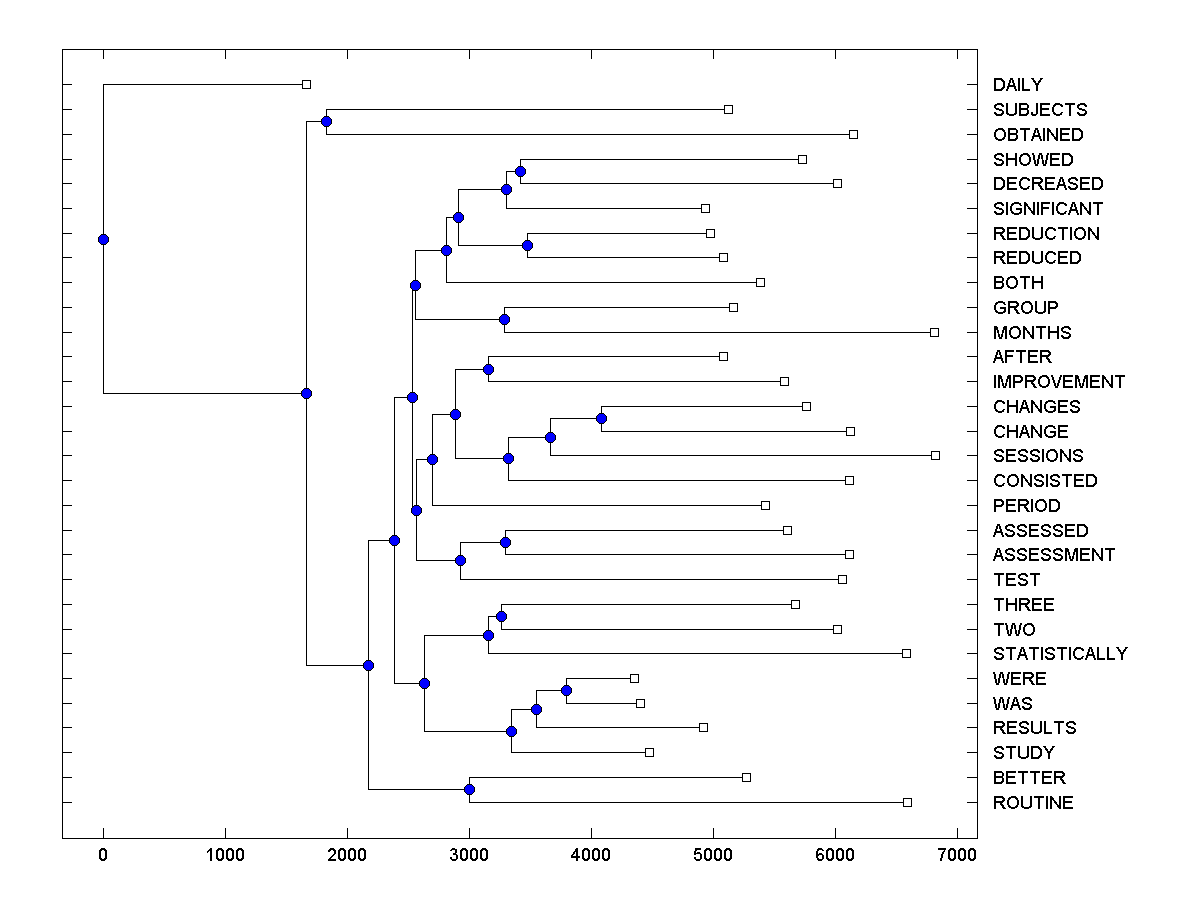 DAILY
SUBJECTS
OBTAINED
SHOWED
DECREASED
SIGNIFICANT
REDUCTION
REDUCED
BOTH
GROUP
MONTHS
AFTER
IMPROVEMENT
CHANGES
CHANGE
SESSIONS
CONSISTED
PERIOD
ASSESSED
ASSESSMENT
TEST
THREE
TWO
STATISTICALLY
WERE
WAS
RESULTS
STUDY
BETTER
ROUTINE
0 1000 2000 3000 4000 5000 6000 7000